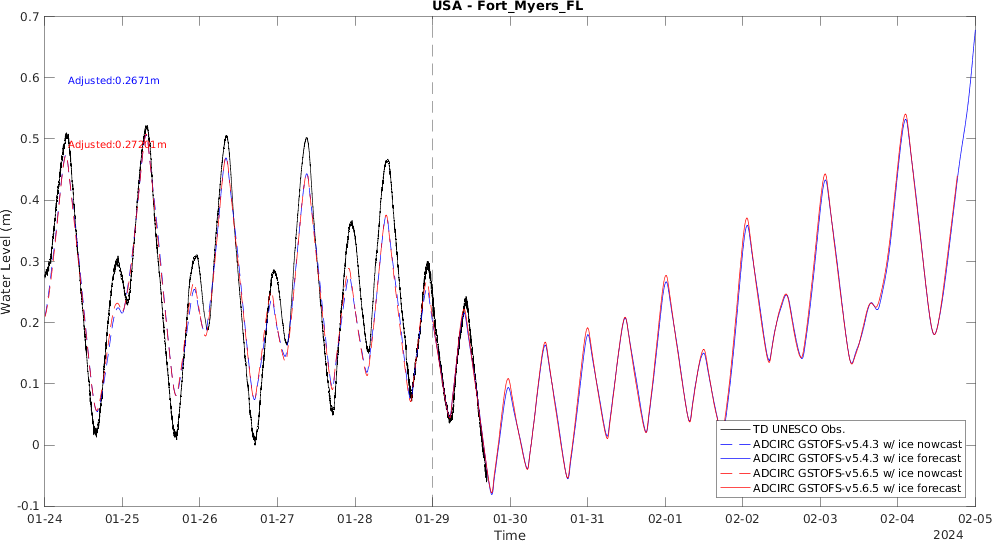 USA - Fort_Myers_FL
0.7
0.6
0.5
0.4
0.3
0.2
0.1
0
-0.1
Water Level (m)
Adjusted:0.2671m
TD UNESCO Obs.
ADCIRC GSTOFS-v5.4.3 w/ ice nowcast
ADCIRC GSTOFS-v5.4.3 w/ ice forecast
ADCIRC GSTOFS-v5.6.5 w/ ice nowcast
ADCIRC GSTOFS-v5.6.5 w/ ice forecast
01-24 01-25 01-26 01-27 01-28 01-29 01-30 01-31 02-01 02-02 02-03 02-04 02-05
Time
2024